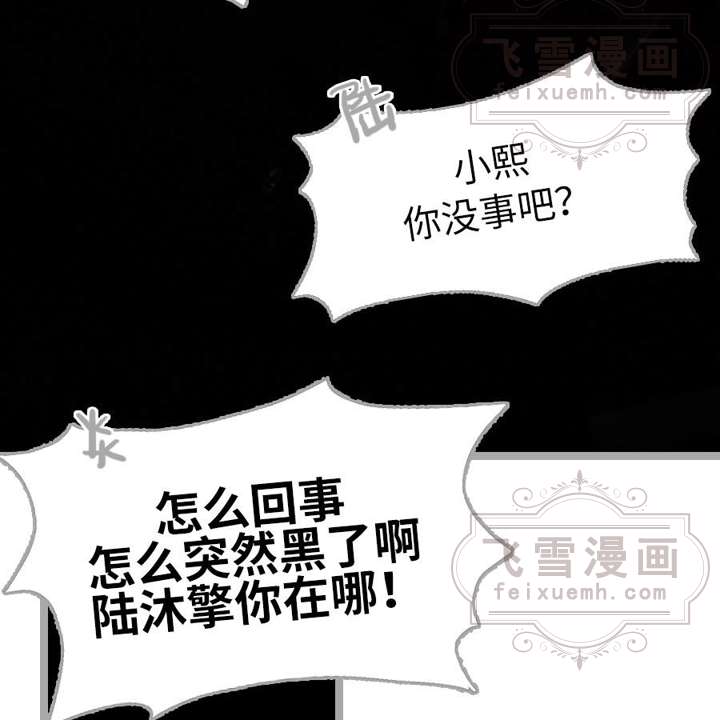 飞雪漫画
feixuemh.com
陆
小熙
你没事吧?
米
怎么回事
怎么突然黑了啊
陆沐擎你在哪!
飞雪漫画
feixuemh.com